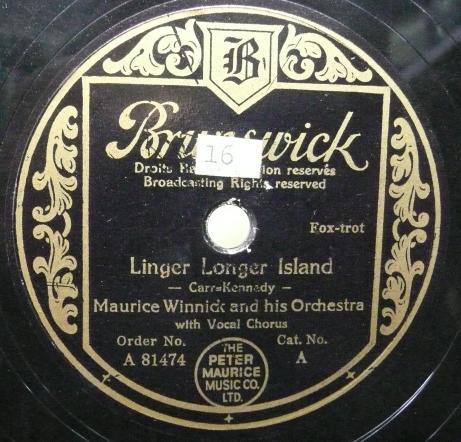 B
Brunswick
16
Droits reservés
Broadcasting Rights reserved
Fox-trot
Linger Longer Island
— Carr=Kennedy —
Maurice Winnick and his Orchestra
with Vocal Chorus
Order No.
A 81474
Cat. No.
A
THE
PETER
MAURICE
MUSIC CO.
LTD.